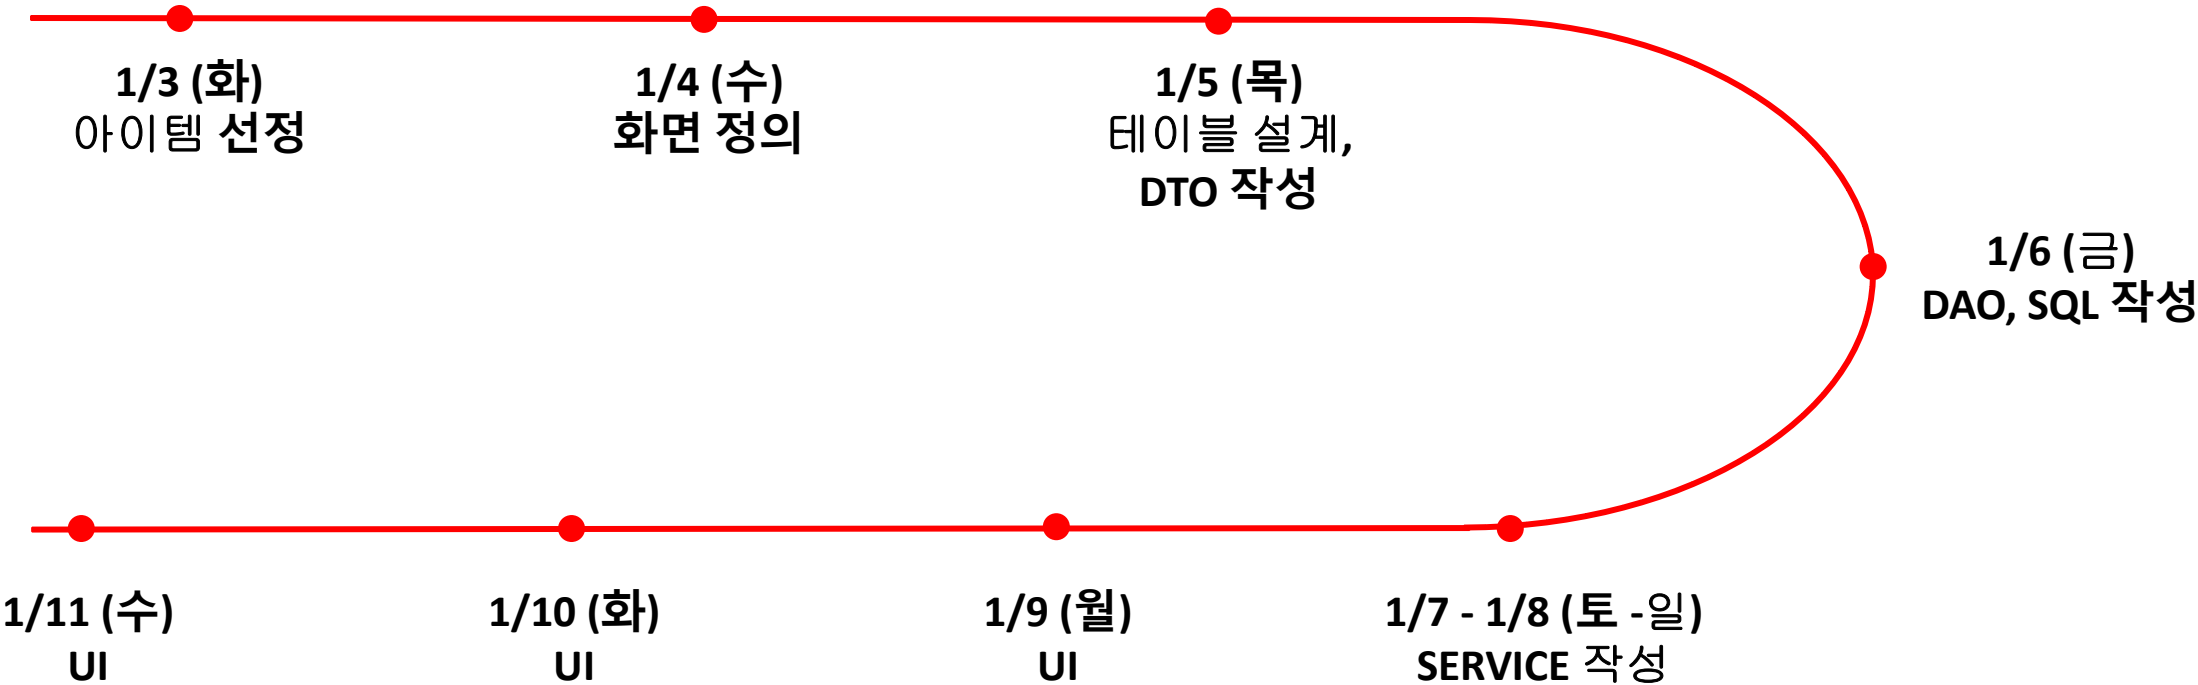 1/3 (화)
아이템 선정
1/4 (수)
화면 정의
1/5 (목)
테이블 설계,
DTO 작성
1/6 (금)
DAO, SQL 작성
1/7 - 1/8 (토 -일)
SERVICE 작성
1/9 (월)
UI
1/10 (화)
UI
1/11 (수)
UI